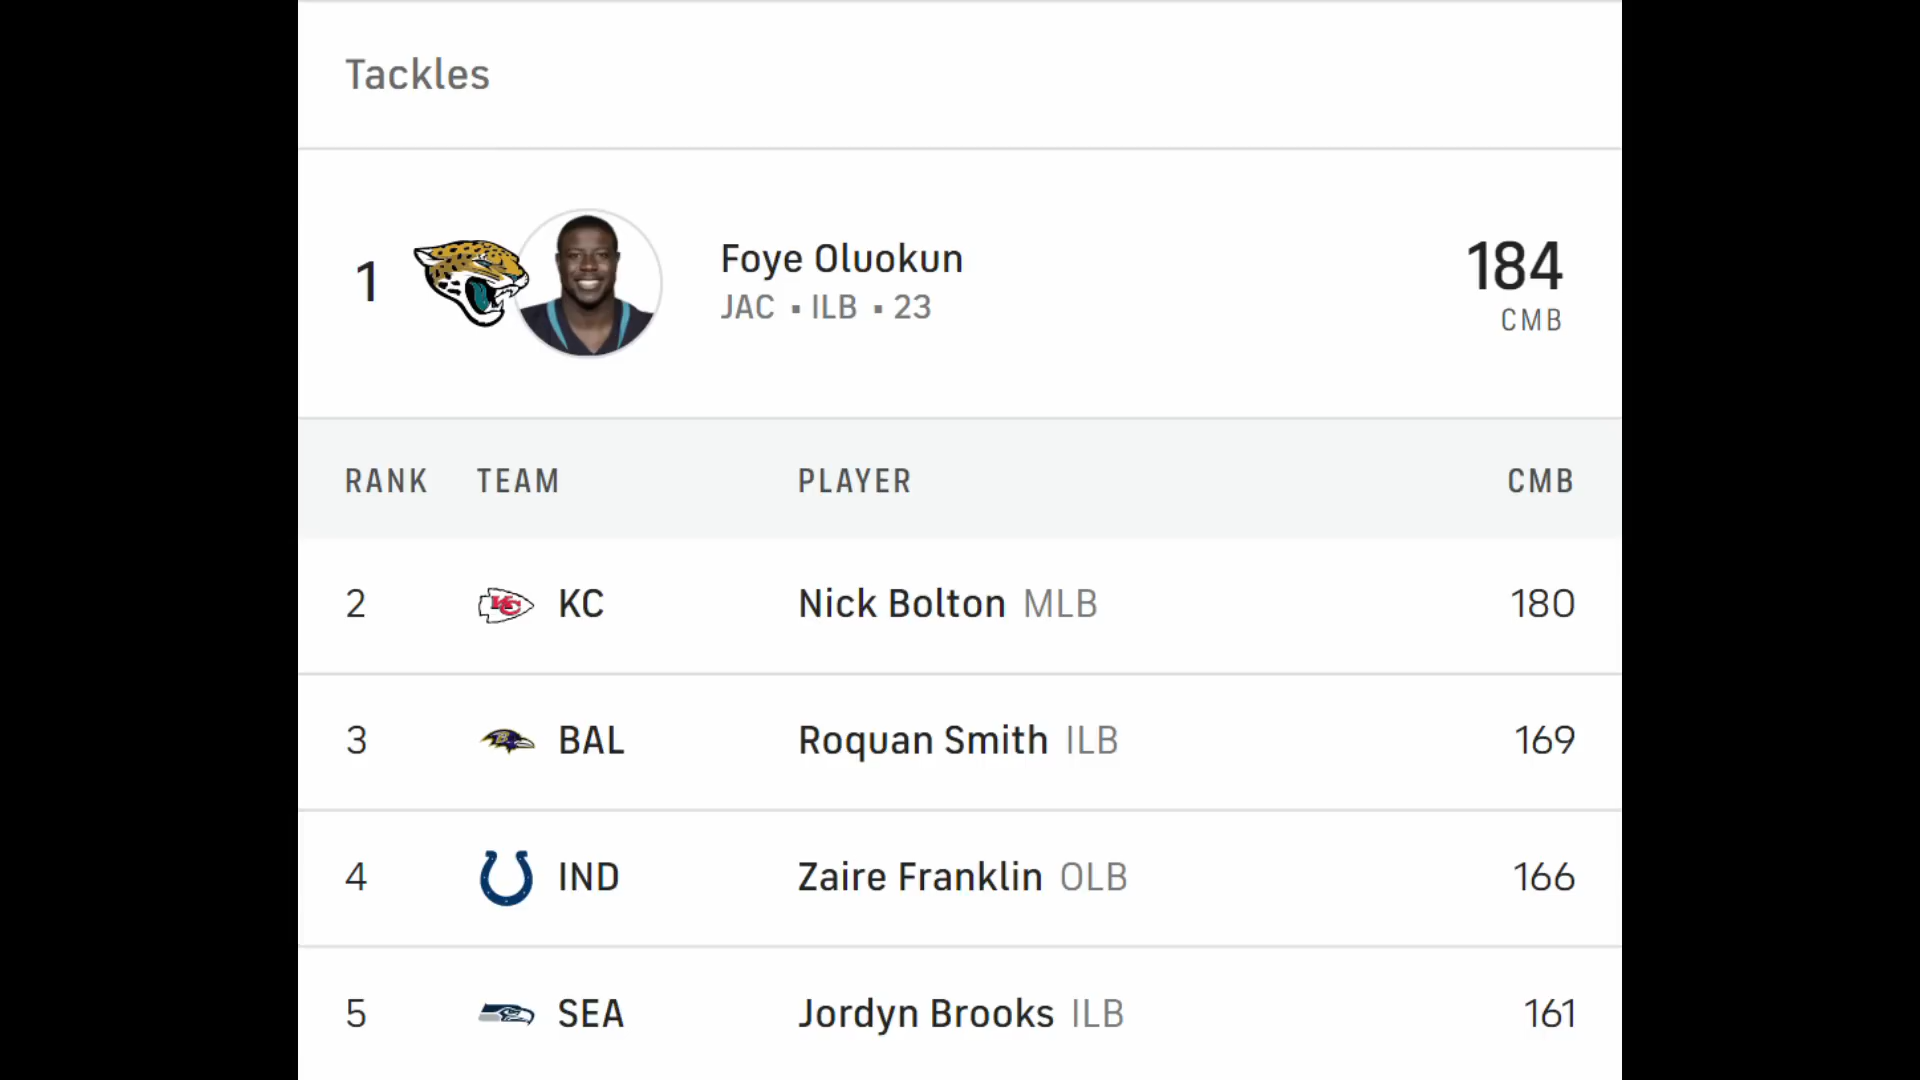 Tackles
1
Foye Oluokun
JAC ▪ ILB ▪ 23
184
CMB
RANK TEAM PLAYER CMB
2 KC KC Nick Bolton MLB 180
3 B BAL Roquan Smith ILB 169
4 IND Zaire Franklin OLB 166
5 SEA Jordyn Brooks ILB 161